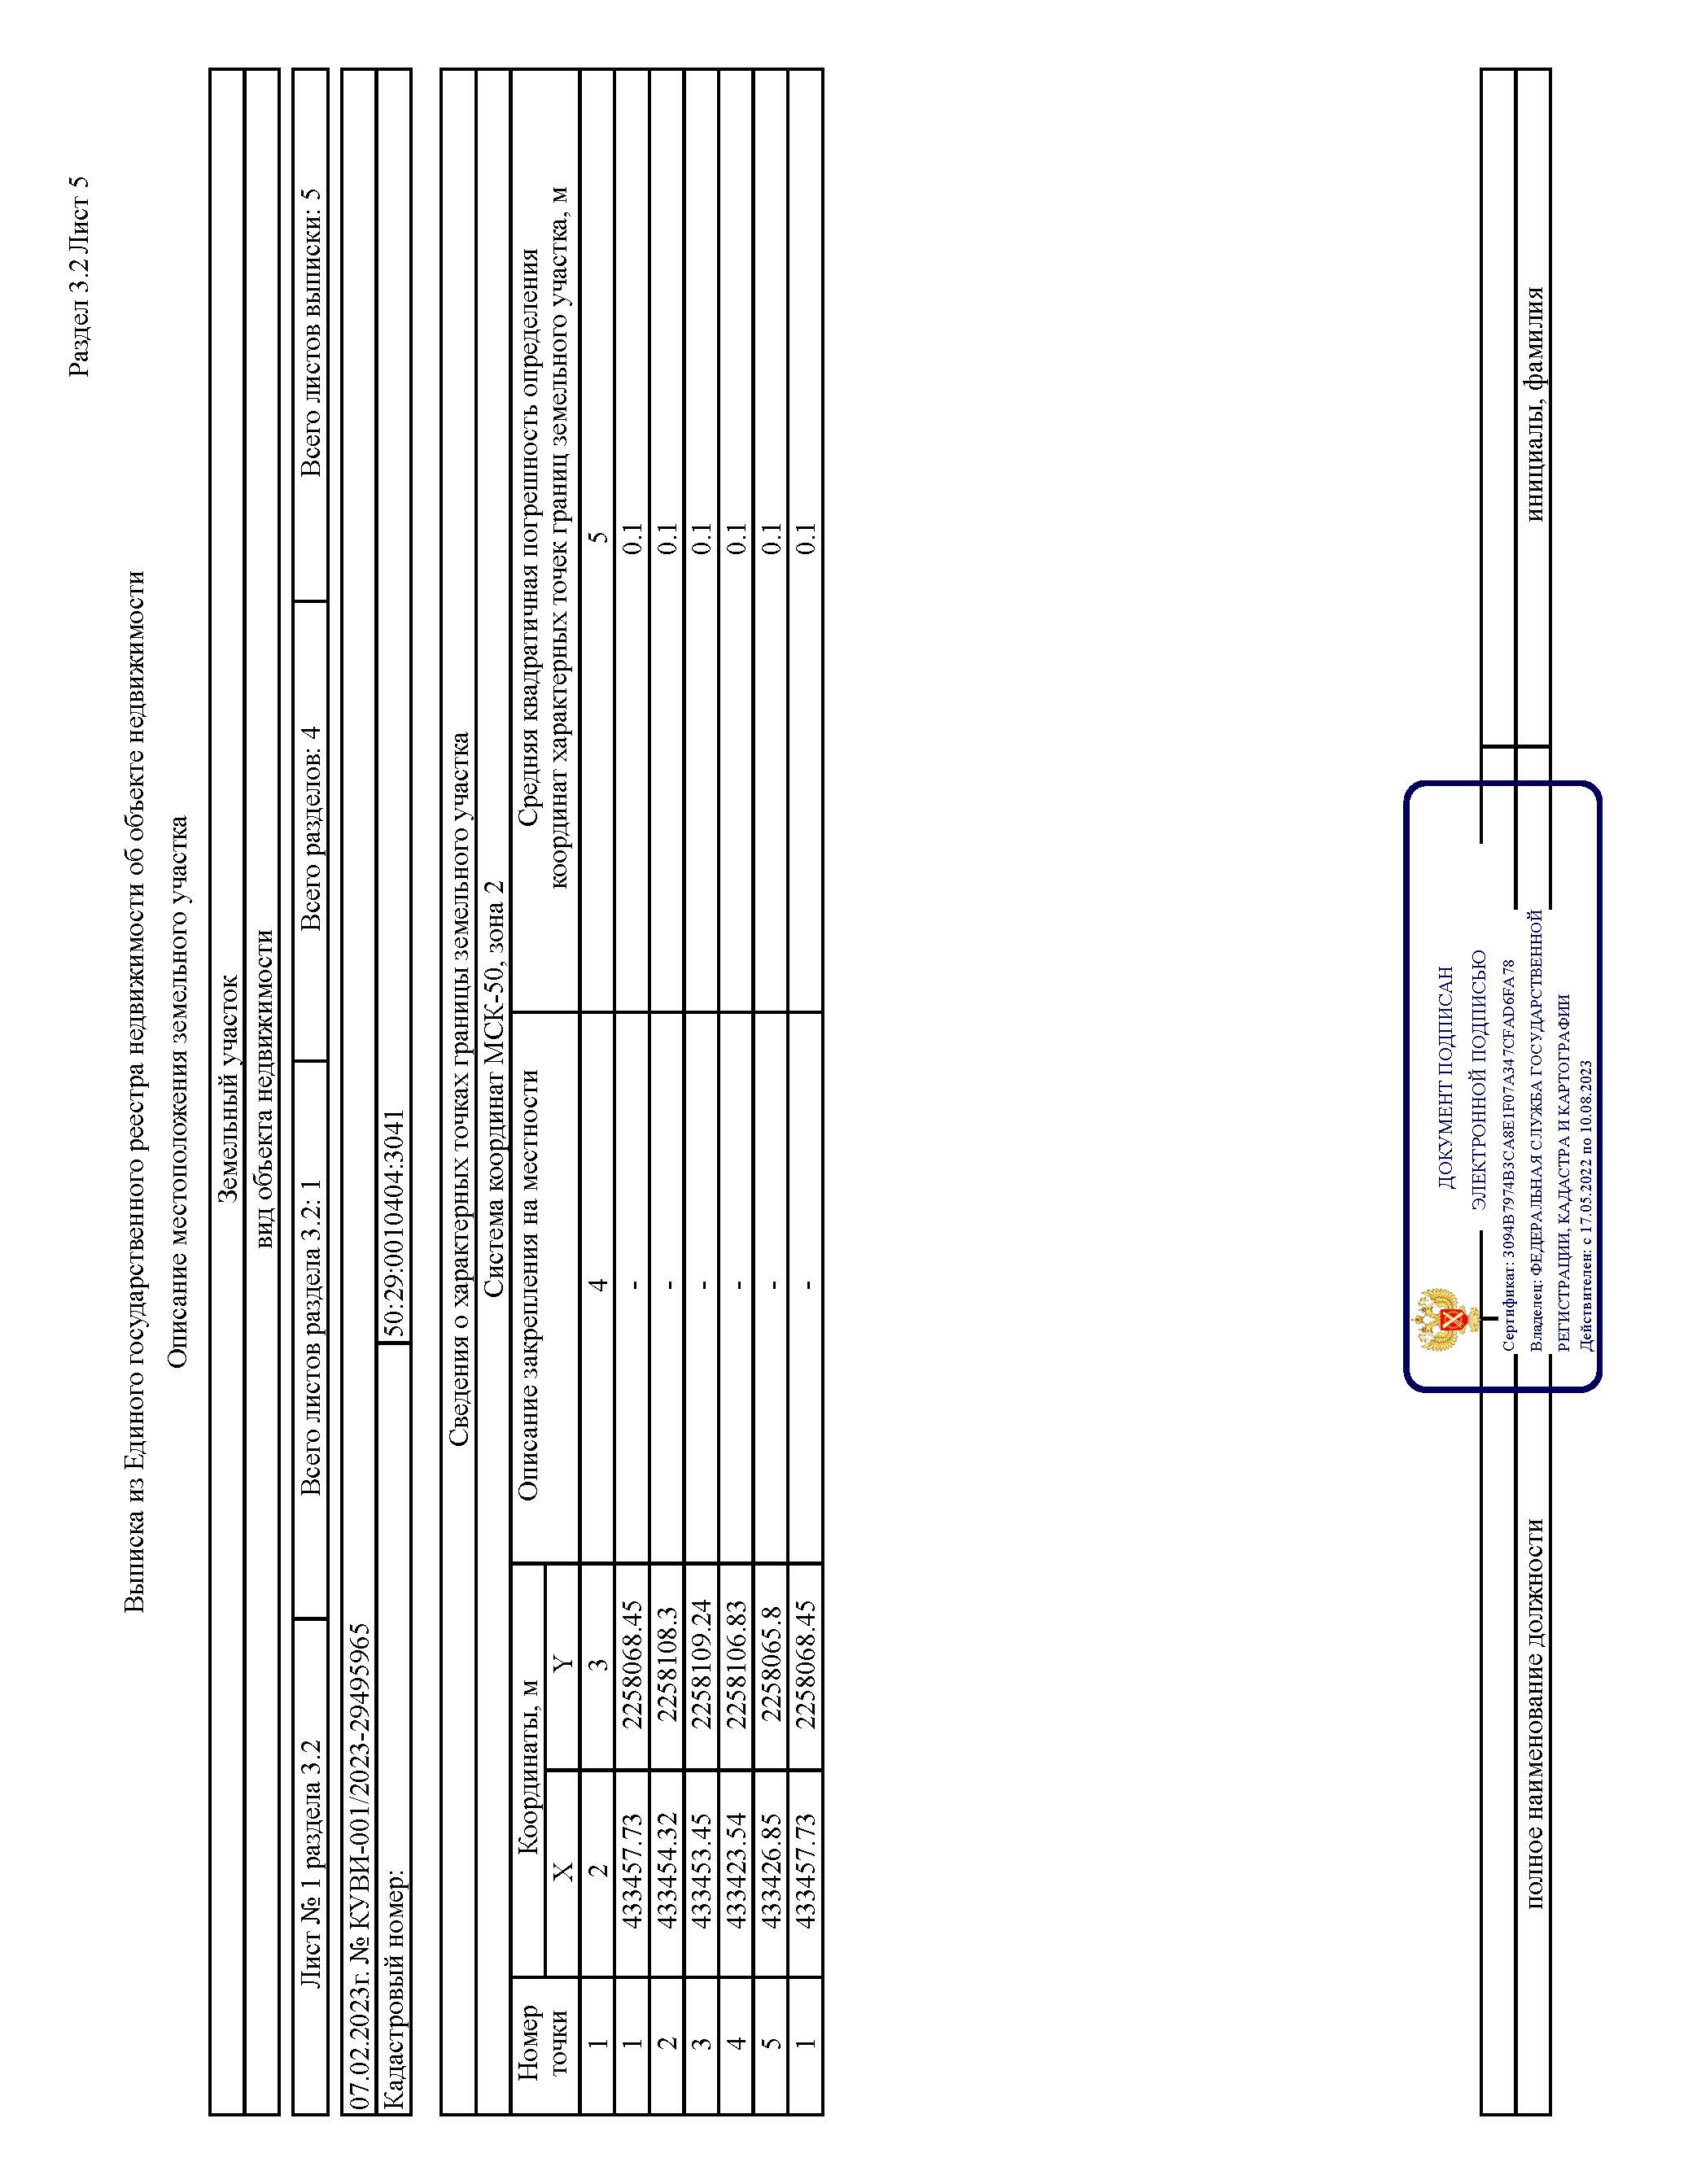 Раздел 3.2 Лист 5
Выписка из Единого государственного реестра недвижимости об объекте недвижимости
Описание местоположения земельного участка
Земельный участок
вид объекта недвижимости
Лист № 1 раздела 3.2 Всего листов раздела 3.2: 1 Всего разделов: 4 Всего листов выписки: 5
07.02.2023г. № КУВИ-001/2023-29495965
Кадастровый номер: 50:29:0010404:3041
Сведения о характерных точках границы земельного участка
Система координат МСК-50, зона 2
Номер точки Координаты, м Описание закрепления на местности Средняя квадратичная погрешность определения
координат характерных точек границ земельного участка, м
X Y
1 2 3 4 5
1 433457.73 2258068.45 - 0.1
2 433454.32 2258108.3 - 0.1
3 433453.45 2258109.24 - 0.1
4 433423.54 2258106.83 - 0.1
5 433426.85 2258065.8 - 0.1
1 433457.73 2258068.45 - 0.1
ДОКУМЕНТ ПОДПИСАН
ЭЛЕКТРОННОЙ ПОДПИСЬЮ
Сертификат: 3094B7974B3CA8E1F07A347CFAD6FA78
Владелец: ФЕДЕРАЛЬНАЯ СЛУЖБА ГОСУДАРСТВЕННОЙ
РЕГИСТРАЦИИ, КАДАСТРА И КАРТОГРАФИИ
Действителен: с 17.05.2022 по 10.08.2023
полное наименование должности инициалы, фамилия